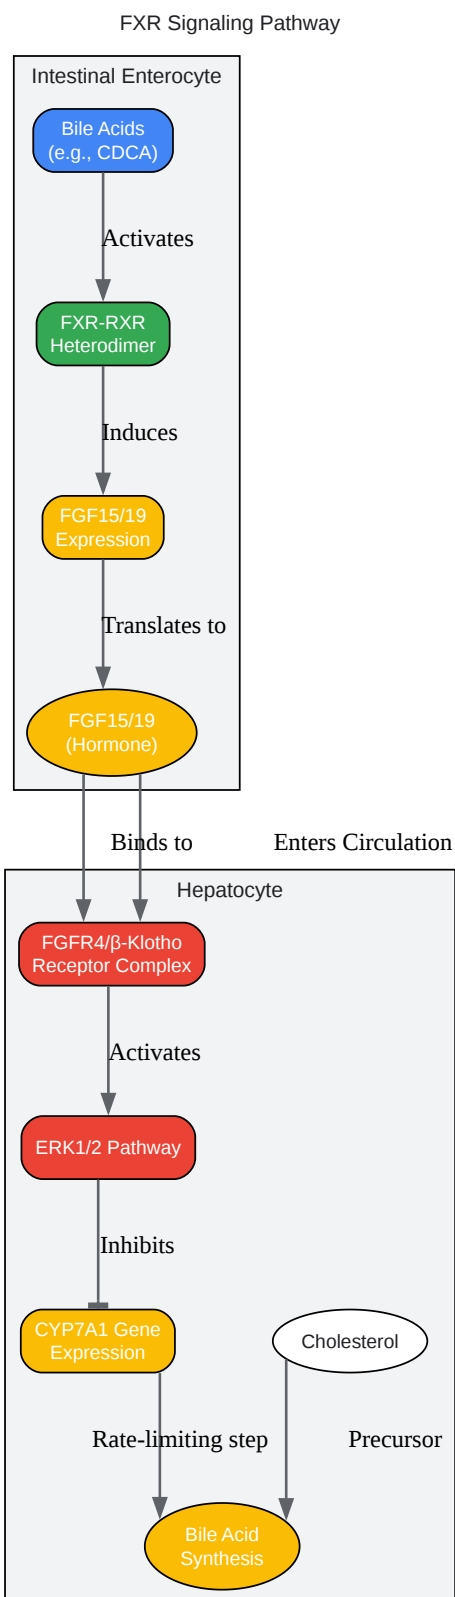 FXR Signaling Pathway
Intestinal Enterocyte
Bile Acids
(e.g., CDCA)
Activates
FXR-RXR
Heterodimer
Induces
FGF15/19
Expression
Translates to
FGF15/19
(Hormone)
Binds to
Enters Circulation
Hepatocyte
FGFR4/β-Klotho
Receptor Complex
Activates
ERK1/2 Pathway
Inhibits
CYP7A1 Gene
Expression
Cholesterol
Rate-limiting step
Precursor
Bile Acid
Synthesis